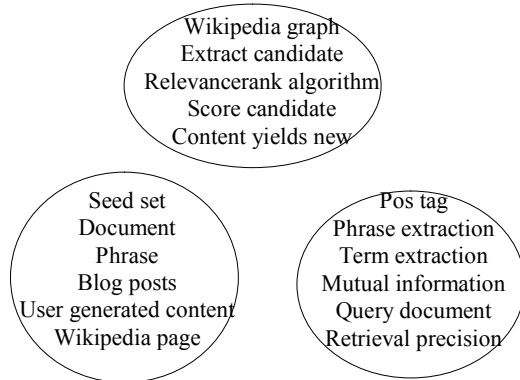 Wikipedia graph
Extract candidate
Relevancerank algorithm
Score candidate
Content yields new
Seed set
Document
Phrase
Blog posts
User generated content
Wikipedia page
Pos tag
Phrase extraction
Term extraction
Mutual information
Query document
Retrieval precision